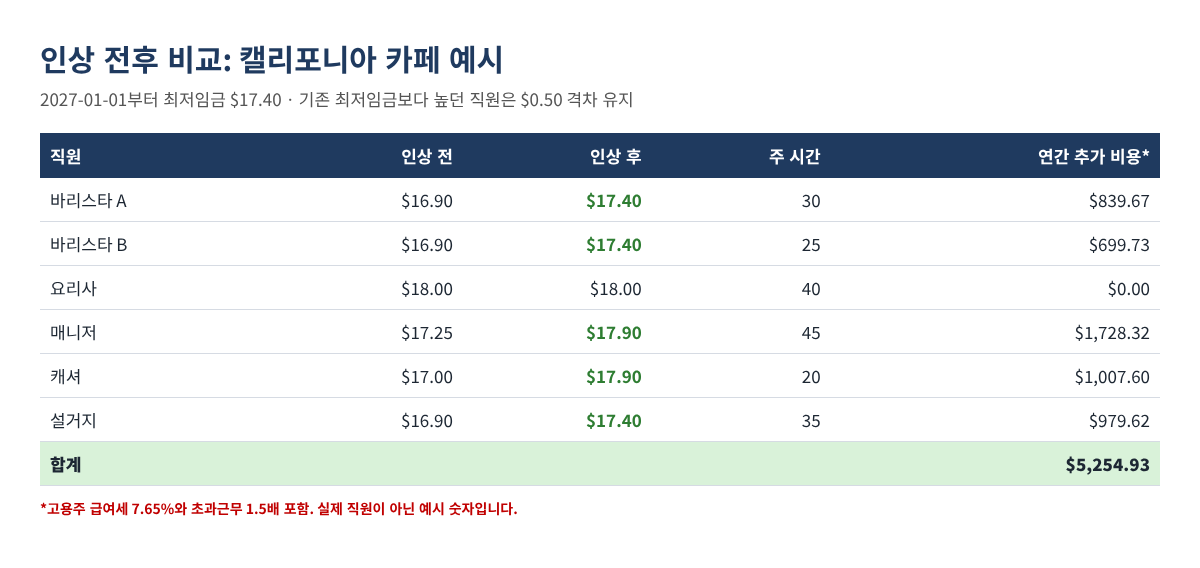 인상 전후 비교: 캘리포니아 카페 예시
2027-01-01부터 최저임금 $17.40 · 기존 최저임금보다 높던 직원은 $0.50 격차 유지
직원 인상 전 인상 후 주 시간 연간 추가 비용*
바리스타 A $16.90 $17.40 30 $839.67
바리스타 B $16.90 $17.40 25 $699.73
요리사 $18.00 $18.00 40 $0.00
매니저 $17.25 $17.90 45 $1,728.32
캐셔 $17.00 $17.90 20 $1,007.60
설거지 $16.90 $17.40 35 $979.62
합계 $5,254.93
*고용주 급여세 7.65%와 초과근무 1.5배 포함. 실제 직원이 아닌 예시 숫자입니다.